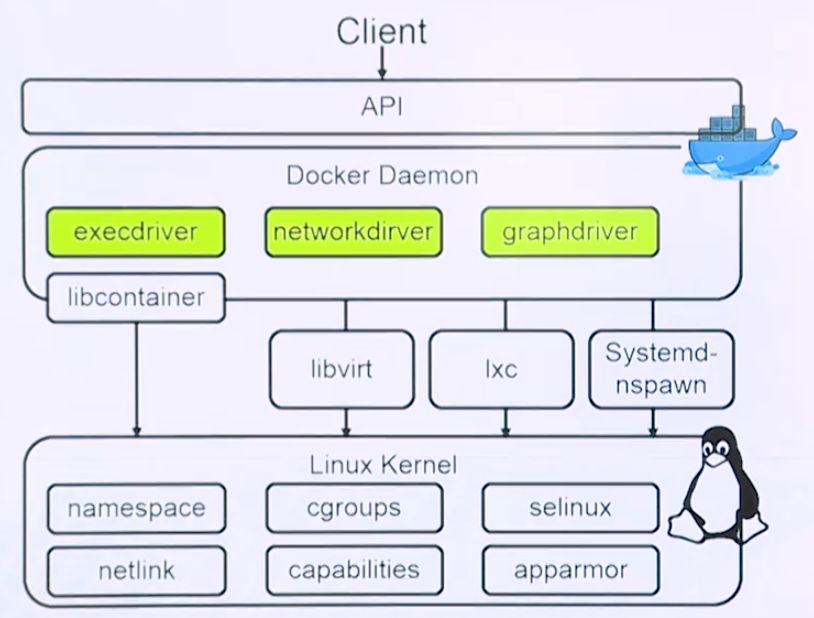 Client
API
Docker Daemon
execdriver
networkdirver
graphdriver
libcontainer
libvirt
lxc
Systemd-
nspawn
Linux Kernel
namespace
cgroups
selinux
netlink
capabilities
apparmor